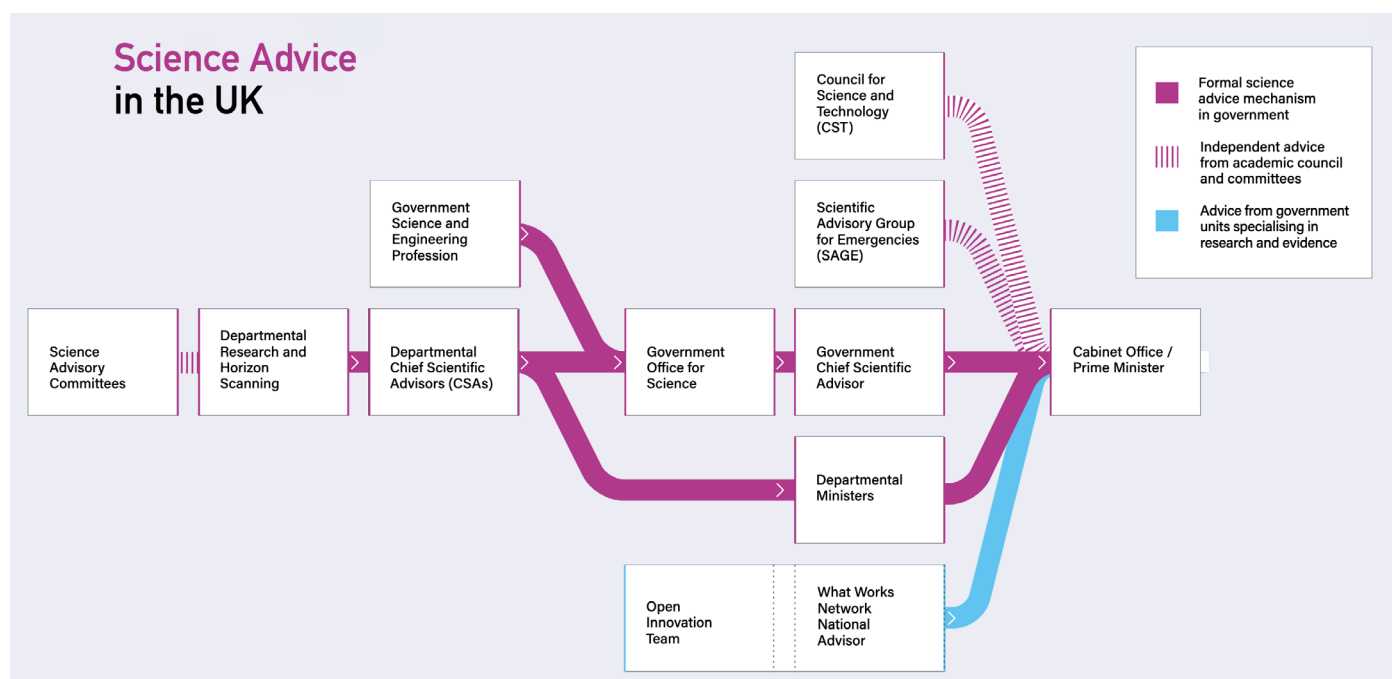 Science Advice
in the UK
Council for
Science and
Technology
(CST)
Formal science
advice mechanism
in government
Independent advice
from academic council
and committees
Advice from government
units specialising in
research and evidence
Government
Science and
Engineering
Profession
Scientific
Advisory Group
for Emergencies
(SAGE)
Science
Advisory
Committees
Departmental
Research and
Horizon
Scanning
Departmental
Chief Scientific
Advisors (CSAs)
Government
Office for
Science
Government
Chief Scientific
Advisor
Cabinet Office /
Prime Minister
Departmental
Ministers
Open
Innovation
Team
What Works
Network
National
Advisor